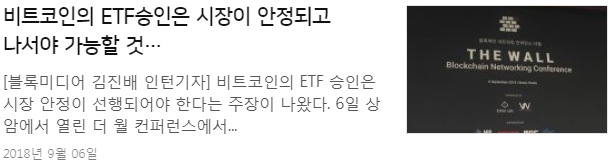 비트코인의 ETF승인은 시장이 안정되고
나서야 가능할 것…
[블록미디어 김진배 인턴기자] 비트코인의 ETF 승인은
시장 안정이 선행되어야 한다는 주장이 나왔다. 6일 상
암에서 열린 더 월 컨퍼런스에서...
2018년 9월 06일
THE WALL
Blockchain Networking Conference